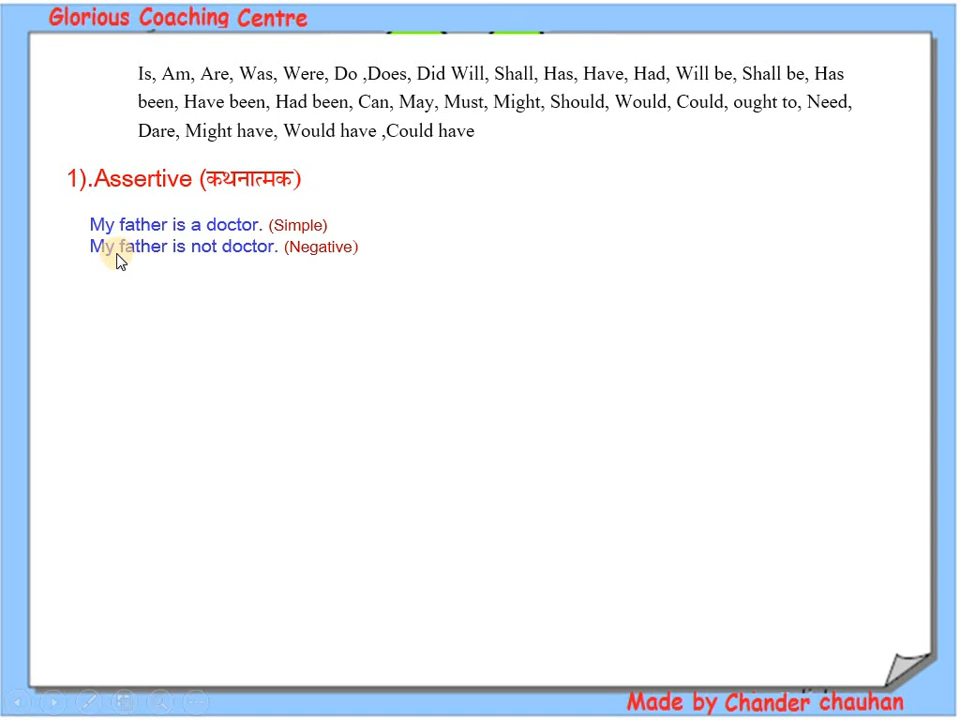 Glorious Coaching Centre
Is, Am, Are, Was, Were, Do ,Does, Did Will, Shall, Has, Have, Had, Will be, Shall be, Has
been, Have been, Had been, Can, May, Must, Might, Should, Would, Could, ought to, Need,
Dare, Might have, Would have ,Could have
1).Assertive (कथनात्मक)
My father is a doctor. (Simple)
My father is not doctor. (Negative)
Made by Chander chauhan